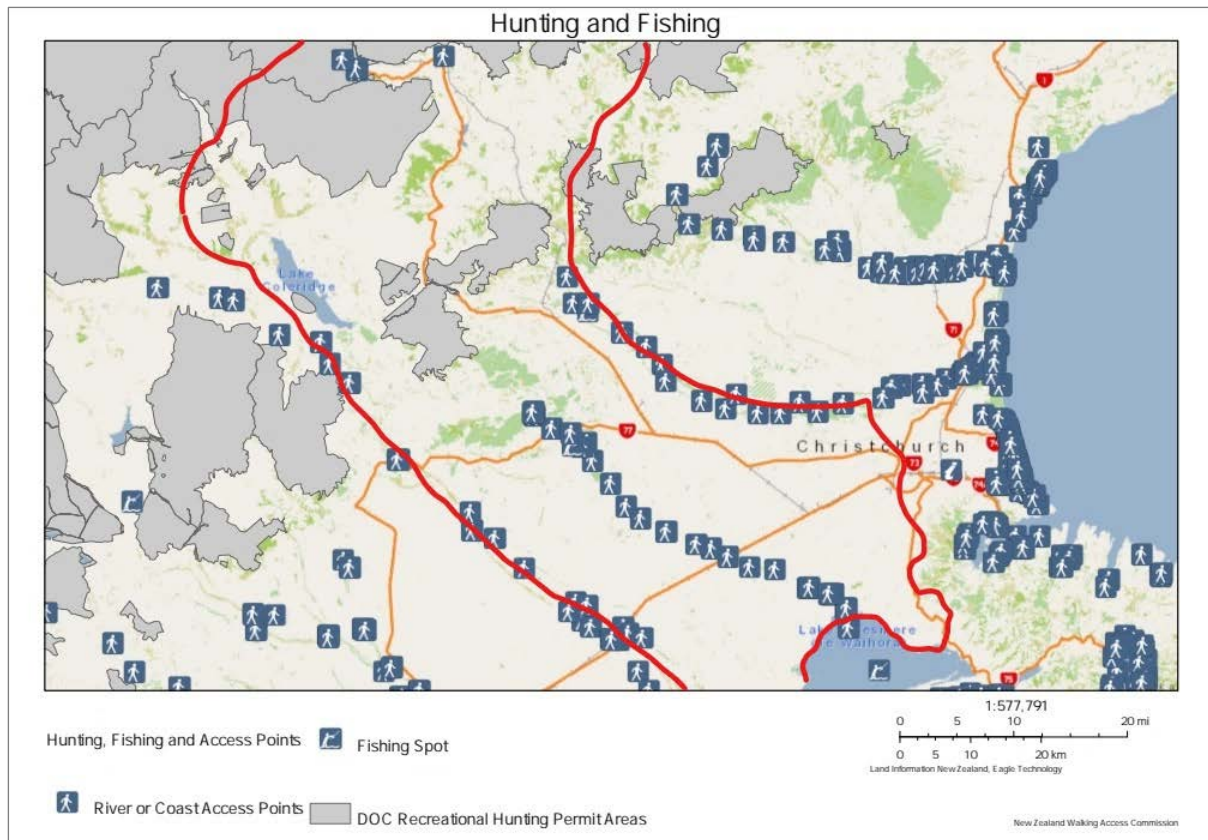 Hunting and Fishing
1
Lake
Coleridge
71
77
Christchurch
74
73
74
Lake
Waihora
75
1:577,791
0 5 10 20 mi
0 5 10 20 km
Land Information New Zealand, Eagle Technology
Hunting, Fishing and Access Points
Fishing Spot
River or Coast Access Points
DOC Recreational Hunting Permit Areas
New Zealand Walking Access Commission